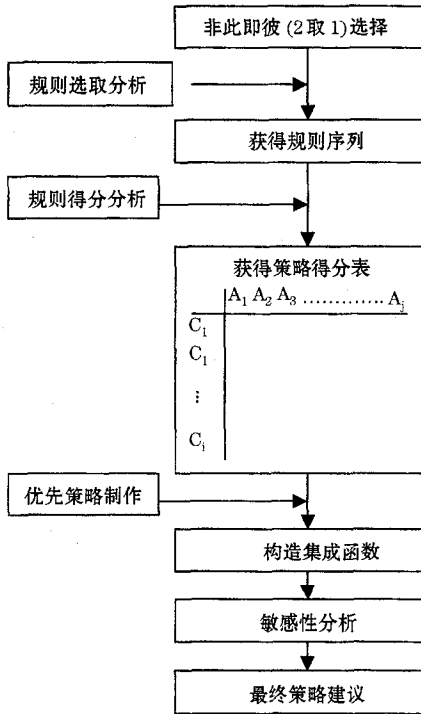 非此即彼 (2取1)选择
规则选取分析
获得规则序列
规则得分分析
获得策略得分表
A₁ A₂ A₃ ............. Aⱼ
C₁
C₁
⋮
Cᵢ
优先策略制作
构造集成函数
敏感性分析
最终策略建议